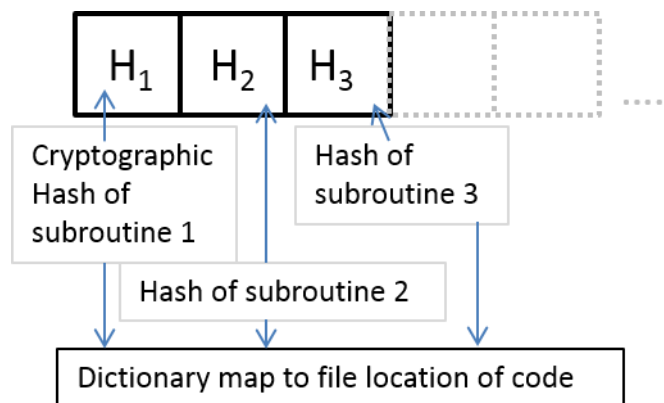 H₁ H₂ H₃
....
Cryptographic
Hash of
subroutine 1
Hash of
subroutine 3
Hash of subroutine 2
Dictionary map to file location of code